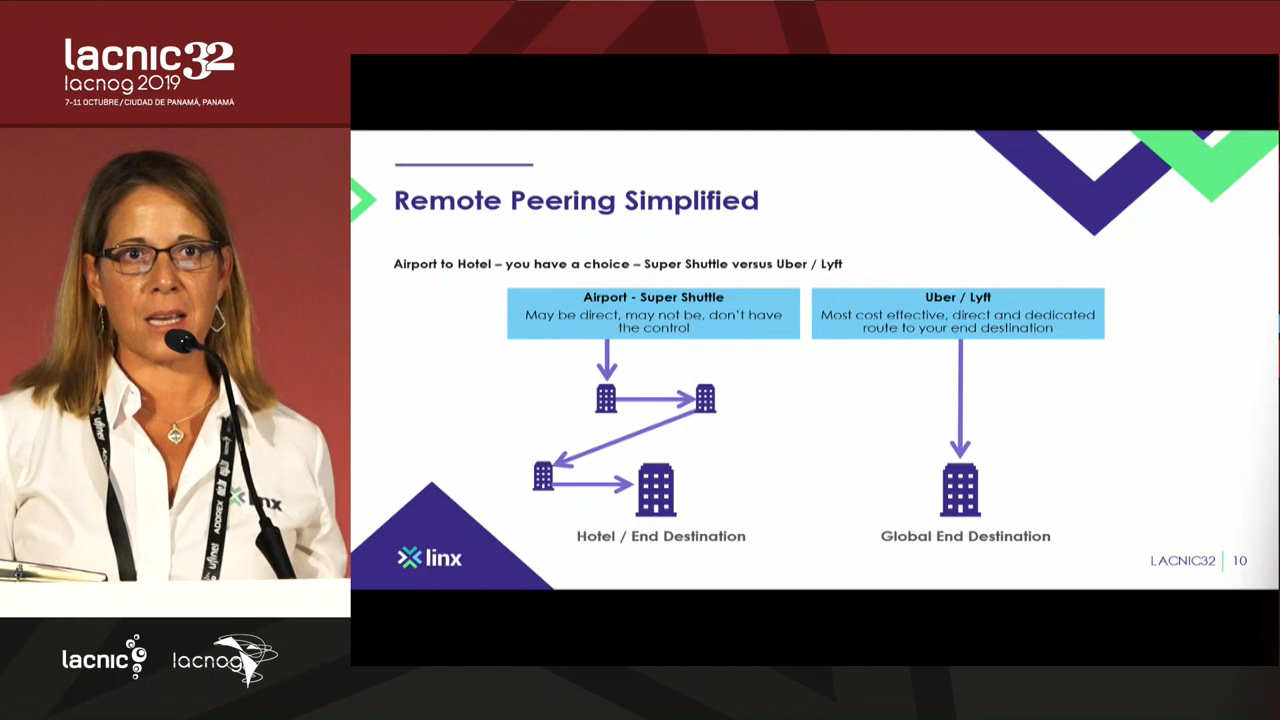 lacnic32
lacnog 2019
7-11 OCTUBRE / CIUDAD DE PANAMÁ, PANAMÁ
Remote Peering Simplified
Airport to Hotel – you have a choice – Super Shuttle versus Uber / Lyft
Airport - Super Shuttle
May be direct, may not be, don't have
the control
Uber / Lyft
Most cost effective, direct and dedicated
route to your end destination
Hotel / End Destination
Global End Destination
linx
LACNIC32 | 10
linx
ADDREX
ufinet
lacnic
lacnog